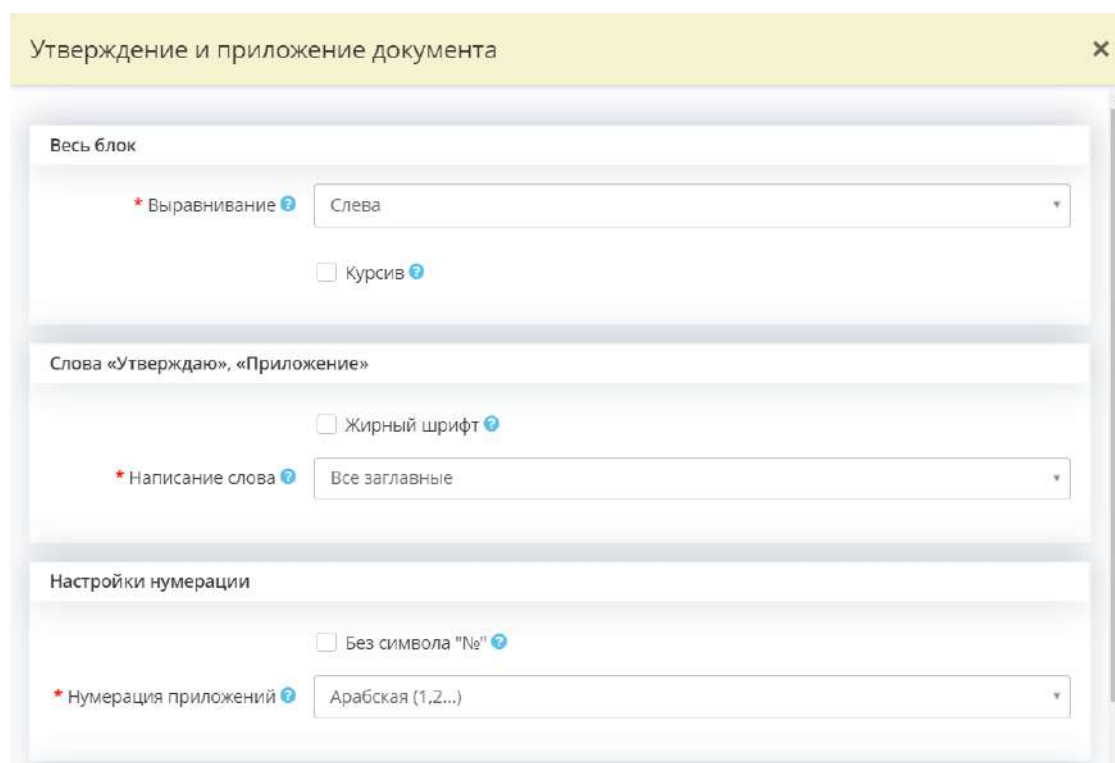 Утверждение и приложение документа ×
Весь блок
* Выравнивание ? Слева
Курсив ?
Слова «Утверждаю», «Приложение»
Жирный шрифт ?
* Написание слова ? Все заглавные
Настройки нумерации
Без символа "№" ?
* Нумерация приложений ? Арабская (1,2...)